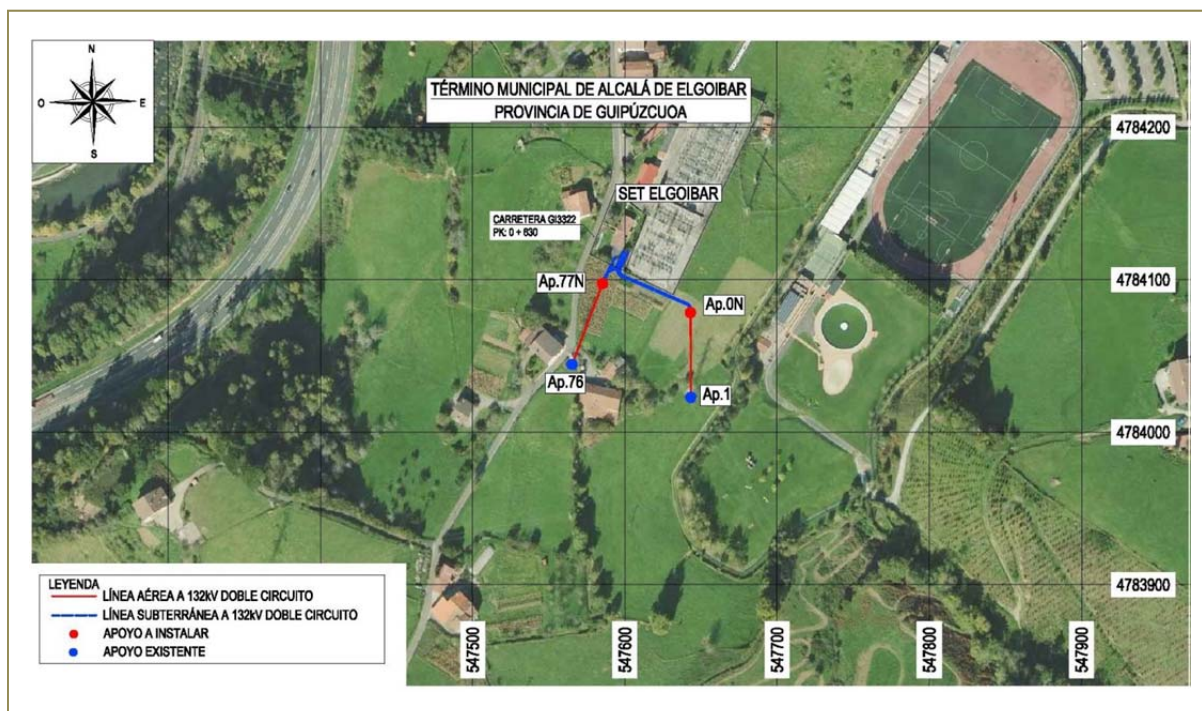 N
O
E
S
TÉRMINO MUNICIPAL DE ALCALÁ DE ELGOIBAR
PROVINCIA DE GUIPÚZCUOA
4784200
SET ELGOIBAR
CARRETERA GI3322
PK: 0 + 630
Ap.77N
4784100
Ap.0N
Ap.76
Ap.1
4784000
LEYENDA
LÍNEA AÉREA A 132kV DOBLE CIRCUITO
LÍNEA SUBTERRÁNEA A 132kV DOBLE CIRCUITO
APOYO A INSTALAR
APOYO EXISTENTE
4783900
547500
547600
547700
547800
547900